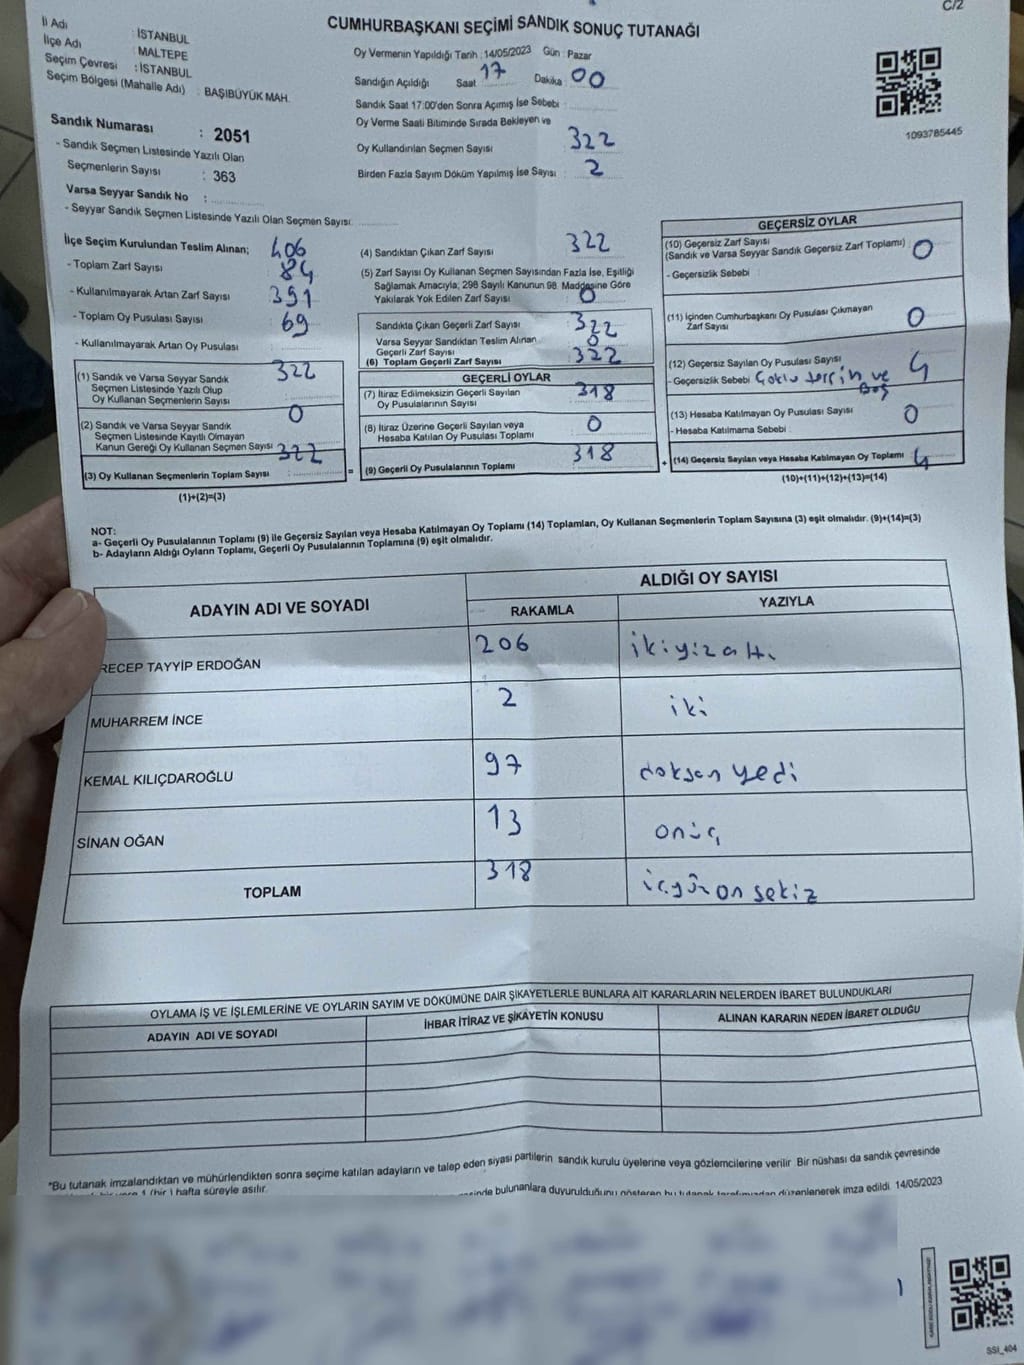 C/2
CUMHURBAŞKANI SEÇİMİ SANDIK SONUÇ TUTANAĞI
İl Adı : İSTANBUL
İlçe Adı : MALTEPE
Seçim Çevresi : İSTANBUL
Seçim Bölgesi (Mahalle Adı) : BAŞIBÜYÜK MAH.
Sandık Numarası : 2051
- Sandık Seçmen Listesinde Yazılı Olan
Seçmenlerin Sayısı : 363
Varsa Seyyar Sandık No :
- Seyyar Sandık Seçmen Listesinde Yazılı Olan Seçmen Sayısı:
Oy Vermenin Yapıldığı Tarih : 14/05/2023 Gün : Pazar
Sandığın Açıldığı Saat 17 Dakika 00
Sandık Saat 17:00'den Sonra Açımış İse Sebebi :
Oy Verme Saati Bitiminde Sırada Bekleyen ve
Oy Kullandırılan Seçmen Sayısı : 322
Birden Fazla Sayım Döküm Yapılmış İse Sayısı : 2
1093785445
İlçe Seçim Kurulundan Teslim Alınan;
- Toplam Zarf Sayısı : 406
- Kullanılmayarak Artan Zarf Sayısı : 84
- Toplam Oy Pusulası Sayısı : 391
- Kullanılmayarak Artan Oy Pusulası : 69
(1) Sandık ve Varsa Seyyar Sandık
Seçmen Listesinde Yazılı Olup
Oy Kullanan Seçmenlerin Sayısı : 322
(2) Sandık ve Varsa Seyyar Sandık
Seçmen Listesinde Kayıtlı Olmayan
Kanun Gereği Oy Kullanan Seçmen Sayısı : 0
(3) Oy Kullanan Seçmenlerin Toplam Sayısı : 322
(1)+(2)=(3)
(4) Sandıktan Çıkan Zarf Sayısı : 322
(5) Zarf Sayısı Oy Kullanan Seçmen Sayısından Fazla İse, Eşitliği
Sağlamak Amacıyla; 298 Sayılı Kanunun 98. Maddesine Göre
Yakılarak Yok Edilen Zarf Sayısı : 0
Sandıkta Çıkan Geçerli Zarf Sayısı : 322
Varsa Seyyar Sandıktan Teslim Alınan
Geçerli Zarf Sayısı : 0
(6) Toplam Geçerli Zarf Sayısı : 322
GEÇERLİ OYLAR
(7) İtiraz Edilmeksizin Geçerli Sayılan
Oy Pusulalarının Sayısı : 318
(8) İtiraz Üzerine Geçerli Sayılan veya
Hesaba Katılan Oy Pusulası Toplamı : 0
= (9) Geçerli Oy Pusulalarının Toplamı : 318
GEÇERSİZ OYLAR
(10) Geçersiz Zarf Sayısı
(Sandık ve Varsa Seyyar Sandık Geçersiz Zarf Toplamı) : 0
- Geçersizlik Sebebi :
(11) İçinden Cumhurbaşkanı Oy Pusulası Çıkmayan
Zarf Sayısı : 0
(12) Geçersiz Sayılan Oy Pusulası Sayısı : 4
- Geçersizlik Sebebi : Çoklu tercih ve
Boş
(13) Hesaba Katılmayan Oy Pusulası Sayısı : 0
- Hesaba Katılmama Sebebi :
+ (14) Geçersiz Sayılan veya Hesaba Katılmayan Oy Toplamı : 4
(10)+(11)+(12)+(13)=(14)
NOT:
a- Geçerli Oy Pusulalarının Toplamı (9) ile Geçersiz Sayılan veya Hesaba Katılmayan Oy Toplamı (14) Toplamları, Oy Kullanan Seçmenlerin Toplam Sayısına (3) eşit olmalıdır. (9)+(14)=(3)
b- Adayların Aldığı Oyların Toplamı, Geçerli Oy Pusulalarının Toplamına (9) eşit olmalıdır.
ADAYIN ADI VE SOYADI
ALDIĞI OY SAYISI
RAKAMLA YAZIYLA
RECEP TAYYİP ERDOĞAN 206 ikiyizaltı
MUHARREM İNCE 2 iki
KEMAL KILIÇDAROĞLU 97 doksan yedi
SİNAN OĞAN 13 onüç
TOPLAM 318 üçyüz on sekiz
OYLAMA İŞ VE İŞLEMLERİNE VE OYLARIN SAYIM VE DÖKÜMÜNE DAİR ŞİKAYETLERLE BUNLARA AİT KARARLARIN NELERDEN İBARET BULUNDUKLARI
ADAYIN ADI VE SOYADI İHBAR İTİRAZ VE ŞİKAYETİN KONUSU ALINAN KARARIN NEDEN İBARET OLDUĞU
*Bu tutanak imzalandıktan ve mühürlendikten sonra seçime katılan adayların ve talep eden siyasi partilerin sandık kurulu üyelerine veya gözlemcilerine verilir Bir nüshası da sandık çevresinde
1 (bir) hafta süreyle asılır. bulunanlara duyurulduğunu gösteren bu tutanak tarafımızdan düzenlenerek imza edildi. 14/05/2023
SSI_404